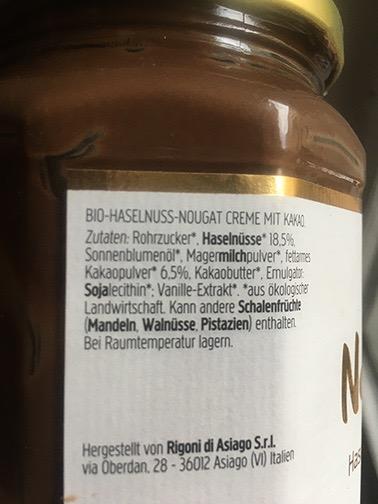 BIO-HASELNUSS-NOUGAT CREME MIT KAKAO.
Zutaten: Rohrzucker*, Haselnüsse* 18,5%,
Sonnenblumenöl*, Magermilchpulver*, fettarmes
Kakaopulver* 6,5%, Kakaobutter*, Emulgator:
Sojalecithin*; Vanille-Extrakt*. *aus ökologischer
Landwirtschaft. Kann andere Schalenfrüchte
(Mandeln, Walnüsse, Pistazien) enthalten.
Bei Raumtemperatur lagern.
Hergestellt von Rigoni di Asiago S.r.l.
via Oberdan, 28 - 36012 Asiago (VI) Italien